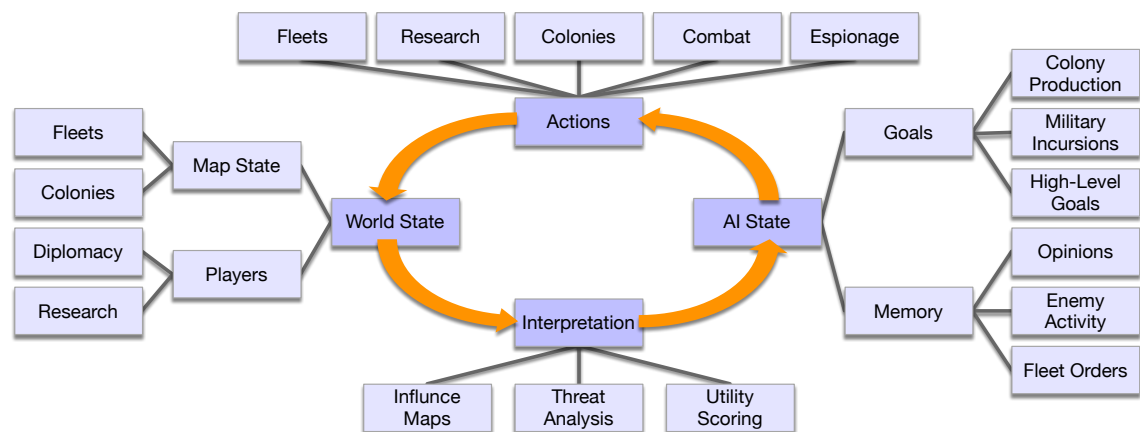 Fleets
Research
Colonies
Combat
Espionage
Actions
Fleets
Colonies
Map State
Diplomacy
Research
Players
World State
AI State
Interpretation
Influnce
Maps
Threat
Analysis
Utility
Scoring
Goals
Colony
Production
Military
Incursions
High-Level
Goals
Memory
Opinions
Enemy
Activity
Fleet Orders